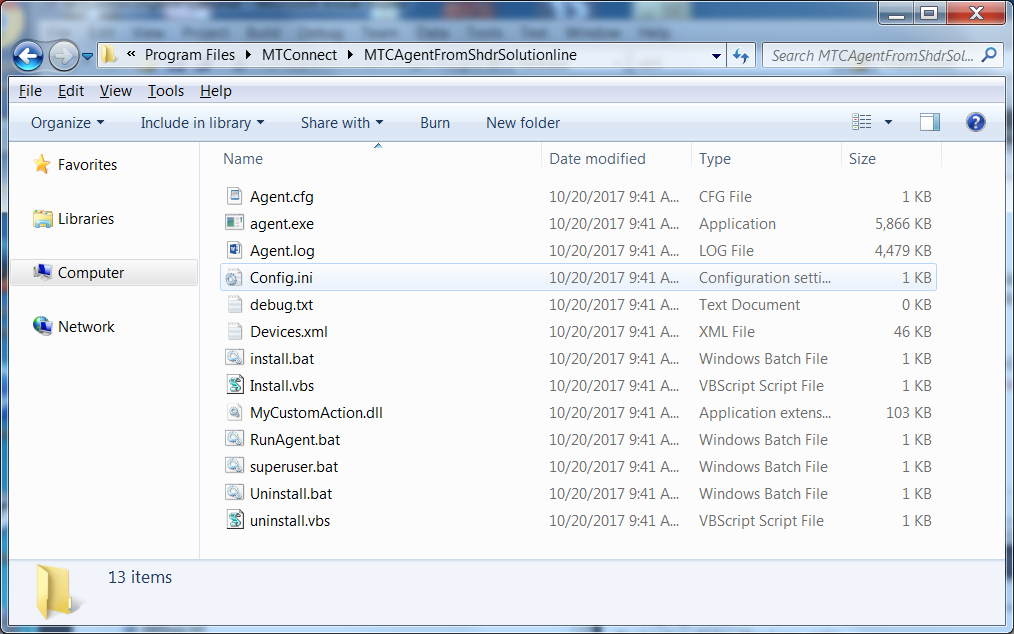 « Program Files ▸ MTConnect ▸ MTCAgentFromShdrSolutionline
Search MTCAgentFromShdrSol...
File Edit View Tools Help
Organize Include in library Share with Burn New folder
Favorites
Libraries
Computer
Network
Name Date modified Type Size
Agent.cfg 10/20/2017 9:41 A... CFG File 1 KB
agent.exe 10/20/2017 9:41 A... Application 5,866 KB
Agent.log 10/20/2017 9:41 A... LOG File 4,479 KB
Config.ini 10/20/2017 9:41 A... Configuration setti... 1 KB
debug.txt 10/20/2017 9:41 A... Text Document 0 KB
Devices.xml 10/20/2017 9:41 A... XML File 46 KB
install.bat 10/20/2017 9:41 A... Windows Batch File 1 KB
Install.vbs 10/20/2017 9:41 A... VBScript Script File 1 KB
MyCustomAction.dll 10/20/2017 9:41 A... Application extens... 103 KB
RunAgent.bat 10/20/2017 9:41 A... Windows Batch File 1 KB
superuser.bat 10/20/2017 9:41 A... Windows Batch File 1 KB
Uninstall.bat 10/20/2017 9:41 A... Windows Batch File 1 KB
uninstall.vbs 10/20/2017 9:41 A... VBScript Script File 1 KB
13 items